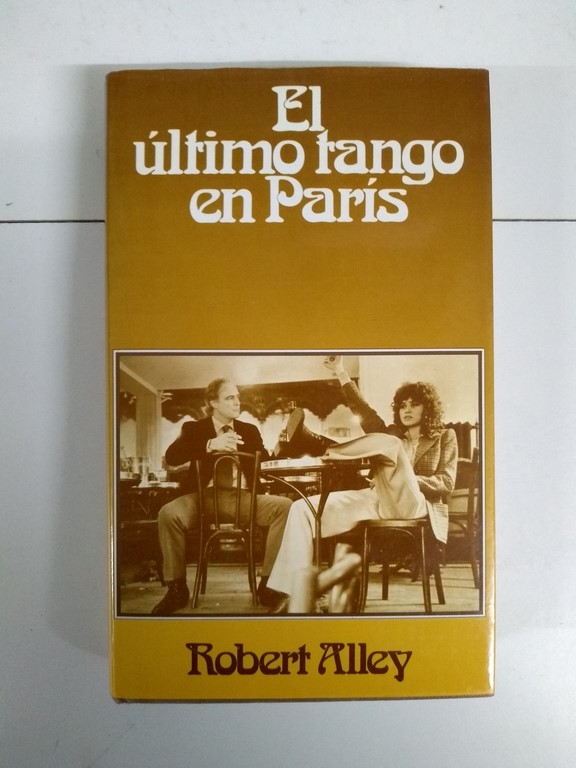 El
último tango
en París
Robert Alley